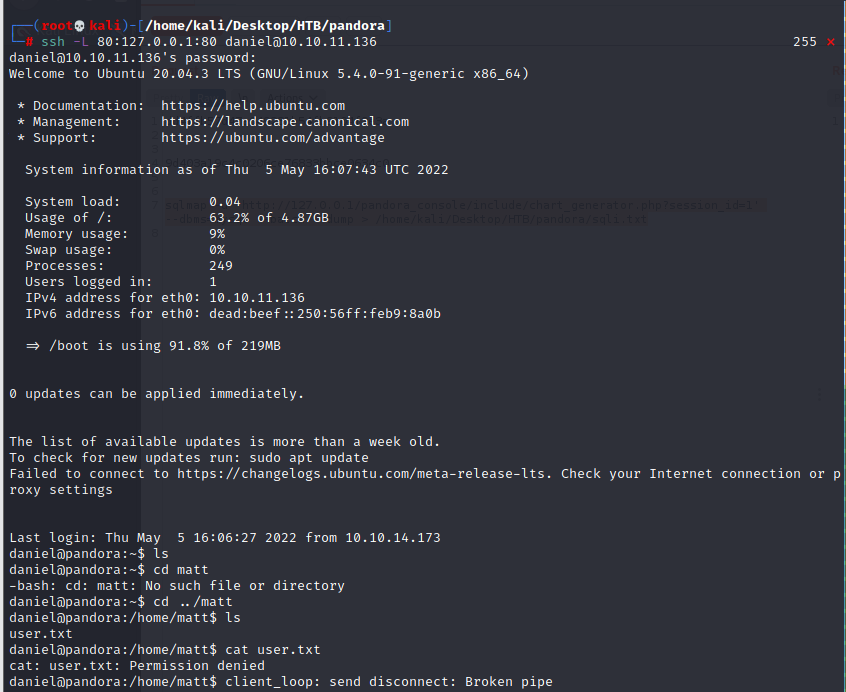 ┌──(root💀kali)-[/home/kali/Desktop/HTB/pandora]
└─# ssh -L 80:127.0.0.1:80 daniel@10.10.11.136 255 ⨯
daniel@10.10.11.136's password:
Welcome to Ubuntu 20.04.3 LTS (GNU/Linux 5.4.0-91-generic x86_64)
* Documentation: https://help.ubuntu.com
* Management: https://landscape.canonical.com
* Support: https://ubuntu.com/advantage
System information as of Thu 5 May 16:07:43 UTC 2022
System load: 0.04
Usage of /: 63.2% of 4.87GB
Memory usage: 9%
Swap usage: 0%
Processes: 249
Users logged in: 1
IPv4 address for eth0: 10.10.11.136
IPv6 address for eth0: dead:beef::250:56ff:feb9:8a0b
=> /boot is using 91.8% of 219MB
0 updates can be applied immediately.
The list of available updates is more than a week old.
To check for new updates run: sudo apt update
Failed to connect to https://changelogs.ubuntu.com/meta-release-lts. Check your Internet connection or p
roxy settings
Last login: Thu May 5 16:06:27 2022 from 10.10.14.173
daniel@pandora:~$ ls
daniel@pandora:~$ cd matt
-bash: cd: matt: No such file or directory
daniel@pandora:~$ cd ../matt
daniel@pandora:/home/matt$ ls
user.txt
daniel@pandora:/home/matt$ cat user.txt
cat: user.txt: Permission denied
daniel@pandora:/home/matt$ client_loop: send disconnect: Broken pipe